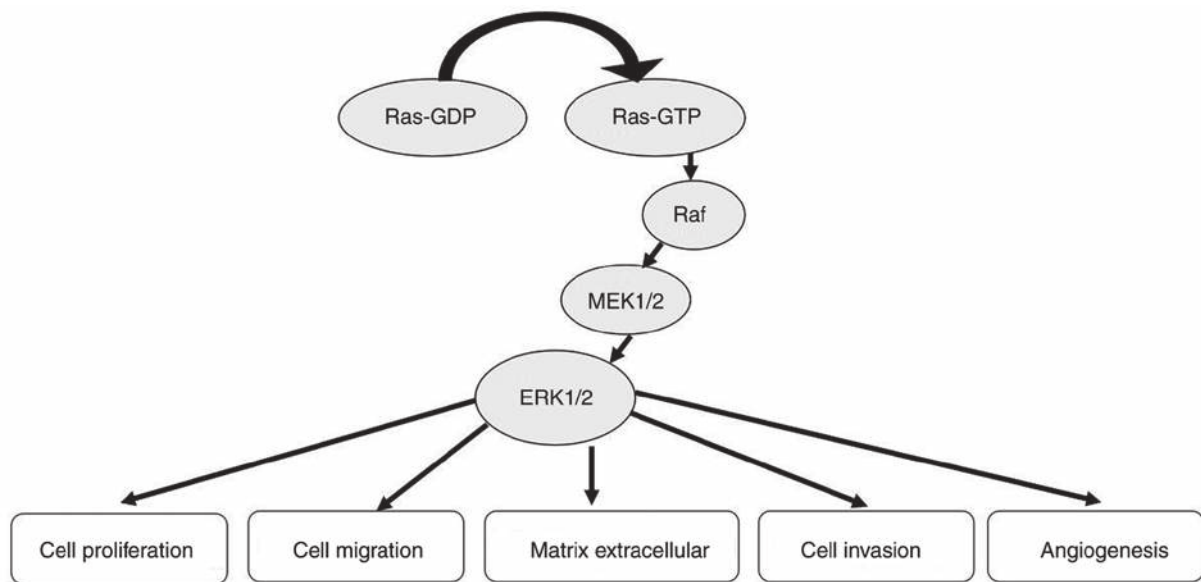 Ras-GDP
Ras-GTP
Raf
MEK1/2
ERK1/2
Cell proliferation
Cell migration
Matrix extracellular
Cell invasion
Angiogenesis